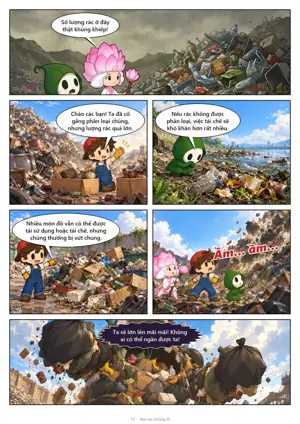 Số lượng rác ở đây
thật khủng khiếp!
Chào các bạn! Ta đã cố
gắng phân loại chúng,
nhưng lượng rác quá lớn.
Nếu rác không được
phân loại, việc tái chế sẽ
khó khăn hơn rất nhiều.
Nhiều món đồ vẫn có thể được
tái sử dụng hoặc tái chế, nhưng
chúng thường bị vứt chung.
Ầm... ầm...
Ta sẽ lớn lên mãi mãi! Không
ai có thể ngăn được ta!